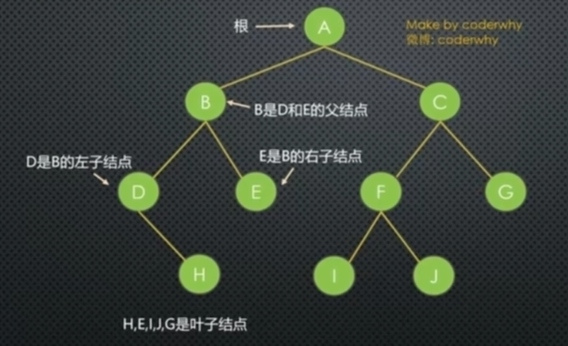 根
A
Make by coderwhy
微博: coderwhy
B
B是D和E的父结点
C
D是B的左子结点
E是B的右子结点
D
E
F
G
H
I
J
H,E,I,J,G是叶子结点